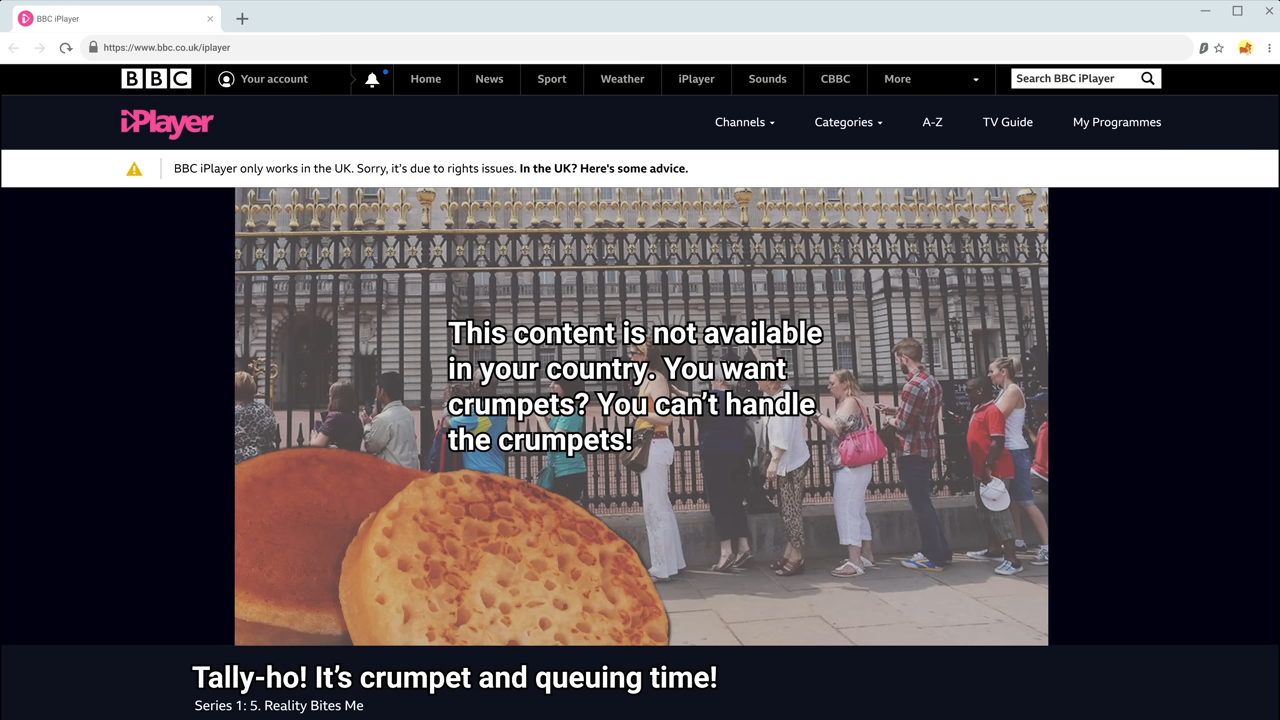 BBC iPlayer
https://www.bbc.co.uk/iplayer
BBC Your account Home News Sport Weather iPlayer Sounds CBBC More Search BBC iPlayer
iPlayer Channels Categories A-Z TV Guide My Programmes
BBC iPlayer only works in the UK. Sorry, it's due to rights issues. In the UK? Here's some advice.
This content is not available
in your country. You want
crumpets? You can't handle
the crumpets!
Tally-ho! It's crumpet and queuing time!
Series 1: 5. Reality Bites Me